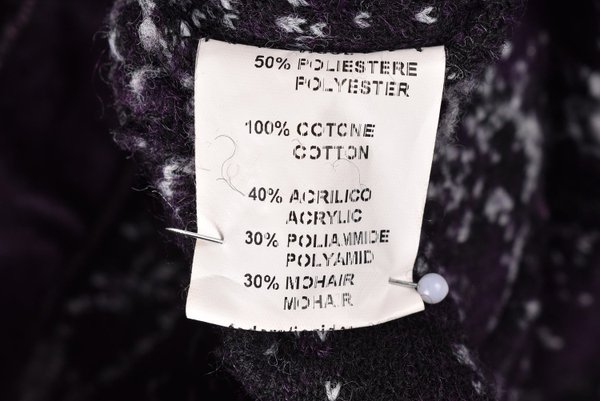 50% POLIESTERE
POLYESTER
100% COTONE
COTTON
40% ACRILICO
ACRYLIC
30% POLIAMMIDE
POLYAMID
30% MOHAIR
MOHAIR